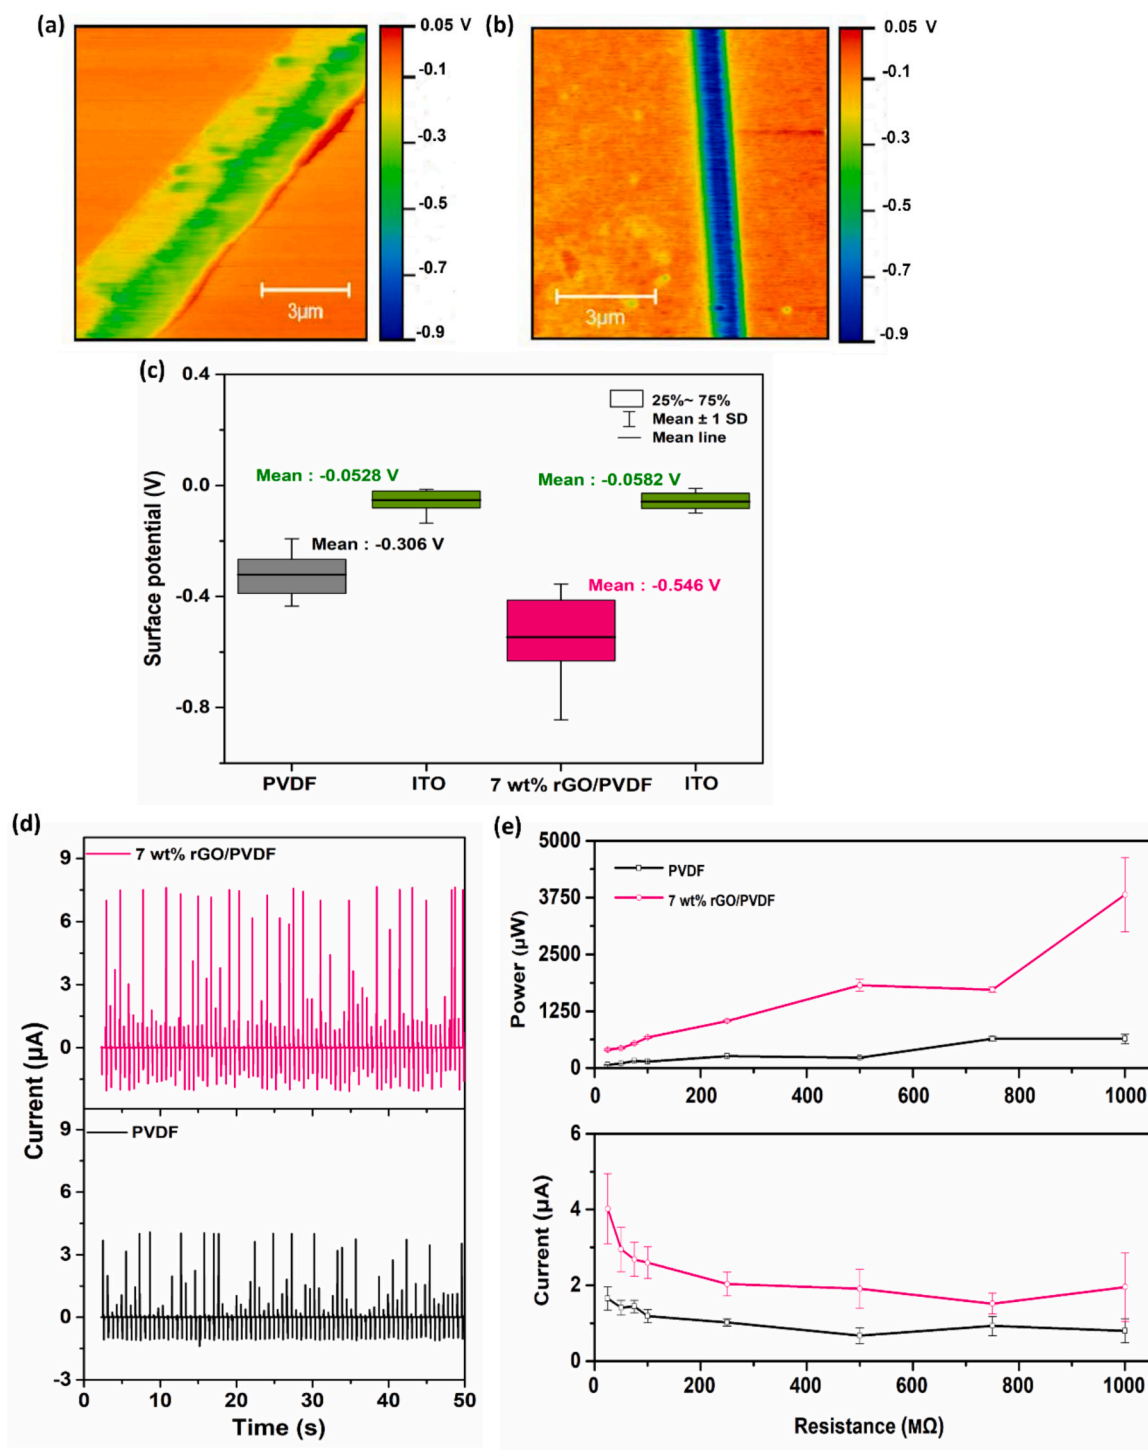 (a)
0.05 V
-0.1
-0.3
-0.5
-0.7
-0.9
3μm
(b)
0.05 V
-0.1
-0.3
-0.5
-0.7
-0.9
3μm
(c)
0.4
0.0
-0.4
-0.8
Surface potential (V)
25%~ 75%
Mean ± 1 SD
Mean line
Mean : -0.0528 V
Mean : -0.0582 V
Mean : -0.306 V
Mean : -0.546 V
PVDF ITO 7 wt% rGO/PVDF ITO
(d)
7 wt% rGO/PVDF
9
6
3
0
PVDF
9
6
3
0
-3
Current (μA)
0 10 20 30 40 50
Time (s)
(e)
5000
3750
2500
1250
0
Power (μW)
PVDF
7 wt% rGO/PVDF
0 200 400 600 800 1000
6
4
2
0
Current (μA)
0 200 400 600 800 1000
Resistance (MΩ)